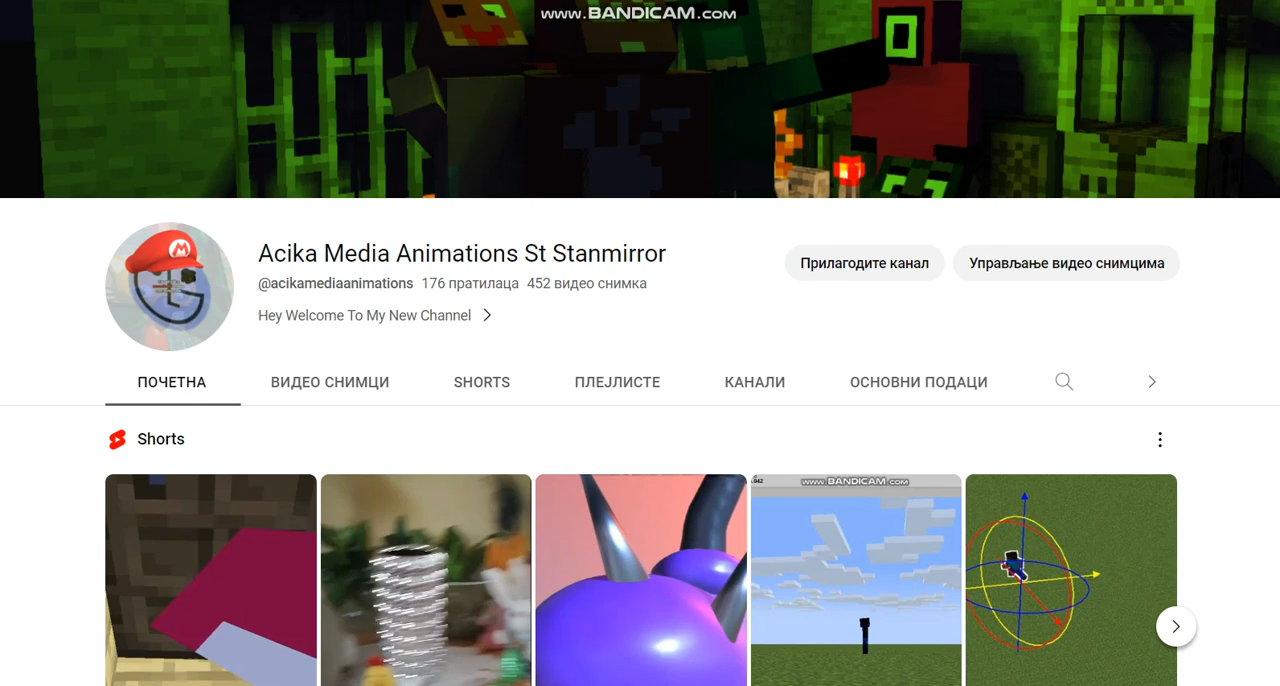 www.BANDICAM.com
Acika Media Animations St Stanmirror
@acikamediaanimations 176 пратилаца 452 видео снимка
Hey Welcome To My New Channel
Прилагодите канал
Управљање видео снимцима
ПОЧЕТНА ВИДЕО СНИМЦИ SHORTS ПЛЕЈЛИСТЕ КАНАЛИ ОСНОВНИ ПОДАЦИ
Shorts
www.BANDICAM.com